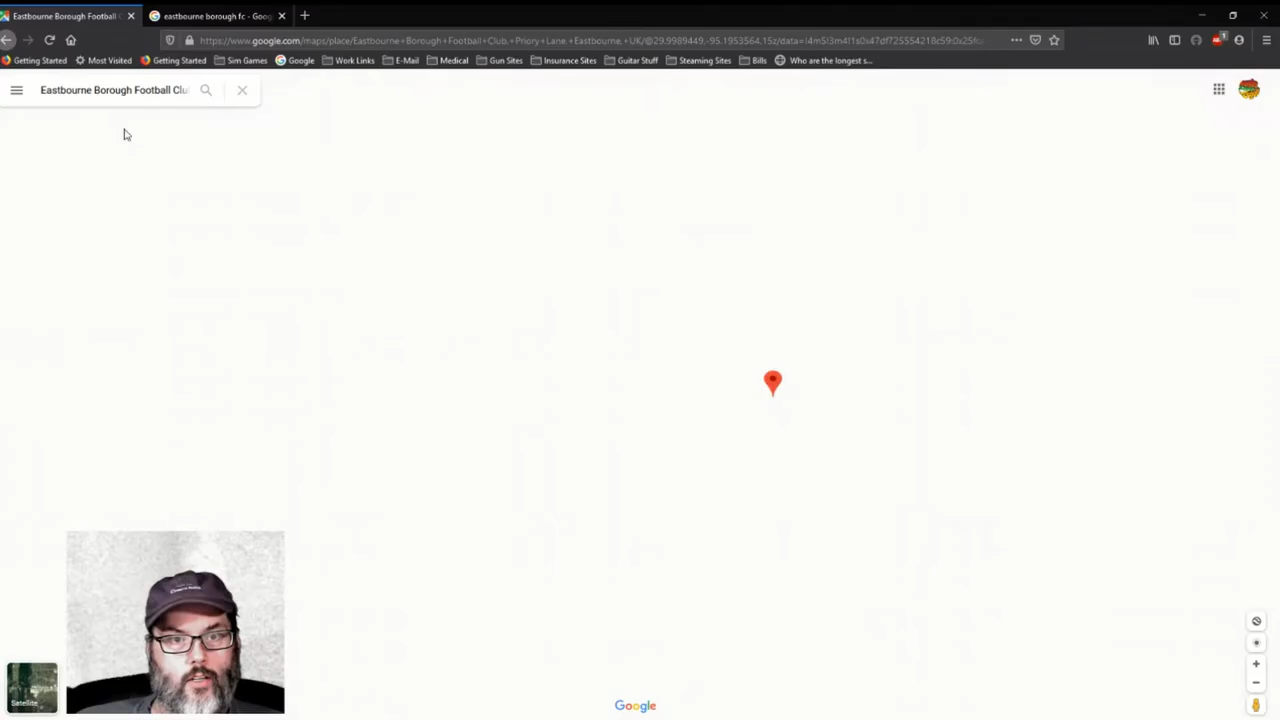 Eastbourne Borough Football C
eastbourne borough fc - Goog
https://www.google.com/maps/place/Eastbourne+Borough+Football+Club,+Priory+Lane,+Eastbourne,+UK/@29.9989449,-95.1953564,15z/data=
Getting Started
Most Visited
Getting Started
Sim Games
Google
Work Links
E-Mail
Medical
Gun Sites
Insurance Sites
Guitar Stuff
Steaming Sites
Bills
Who are the longest s...
Eastbourne Borough Football Clu
Satellite
Google